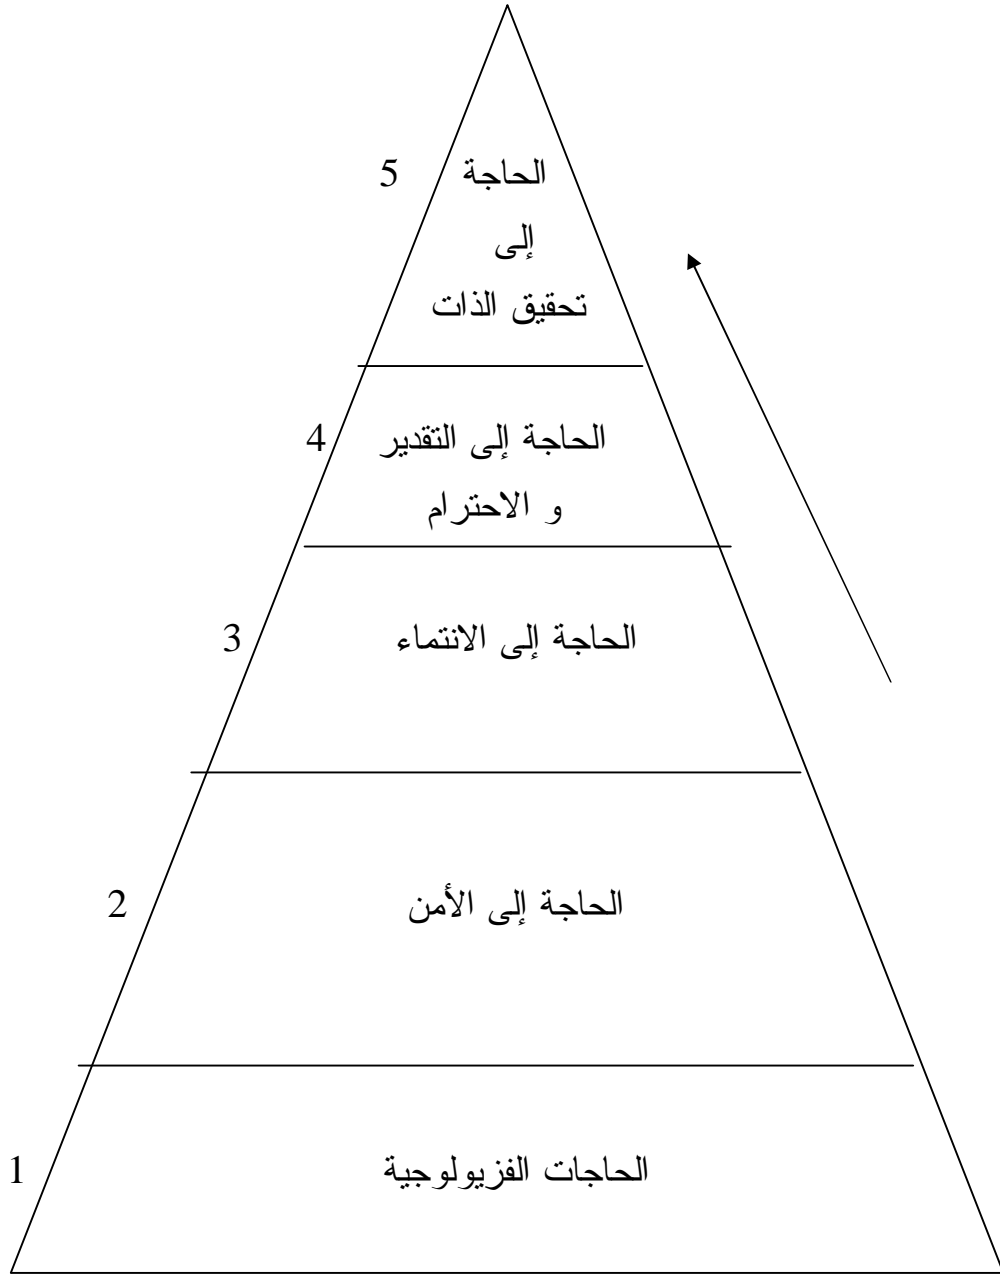 5 الحاجة
إلى
تحقيق الذات
4 الحاجة إلى التقدير
و الاحترام
3 الحاجة إلى الانتماء
2 الحاجة إلى الأمن
1 الحاجات الفزيولوجية